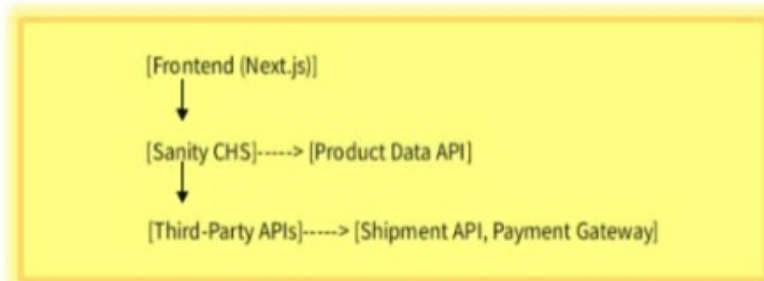 [Frontend (Next.js)]
[Sanity CHS]-----> [Product Data API]
[Third-Party APIs]-----> [Shipment API, Payment Gateway]